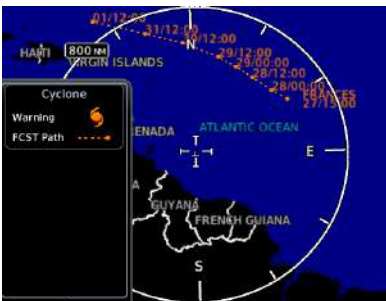 01/12:00
31/12:00
30/12:00
N
HAITI
800 NM
VIRGIN ISLANDS
29/12:00
29/00:00
28/12:00
28/00:00
FRANCES
27/15:00
Cyclone
Warning
FCST Path
ENADA
ATLANTIC OCEAN
E
A
GUYANA
FRENCH GUIANA
S